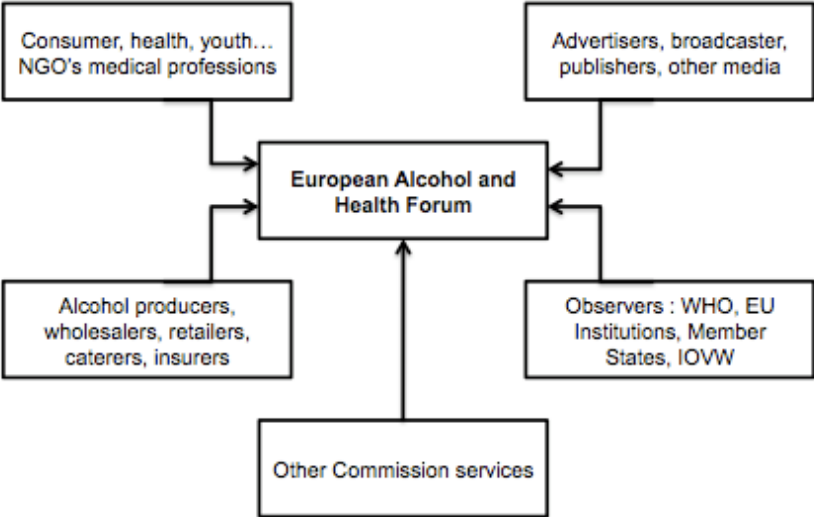 Consumer, health, youth…
NGO's medical professions
Advertisers, broadcaster,
publishers, other media
European Alcohol and
Health Forum
Alcohol producers,
wholesalers, retailers,
caterers, insurers
Observers : WHO, EU
Institutions, Member
States, IOVW
Other Commission services